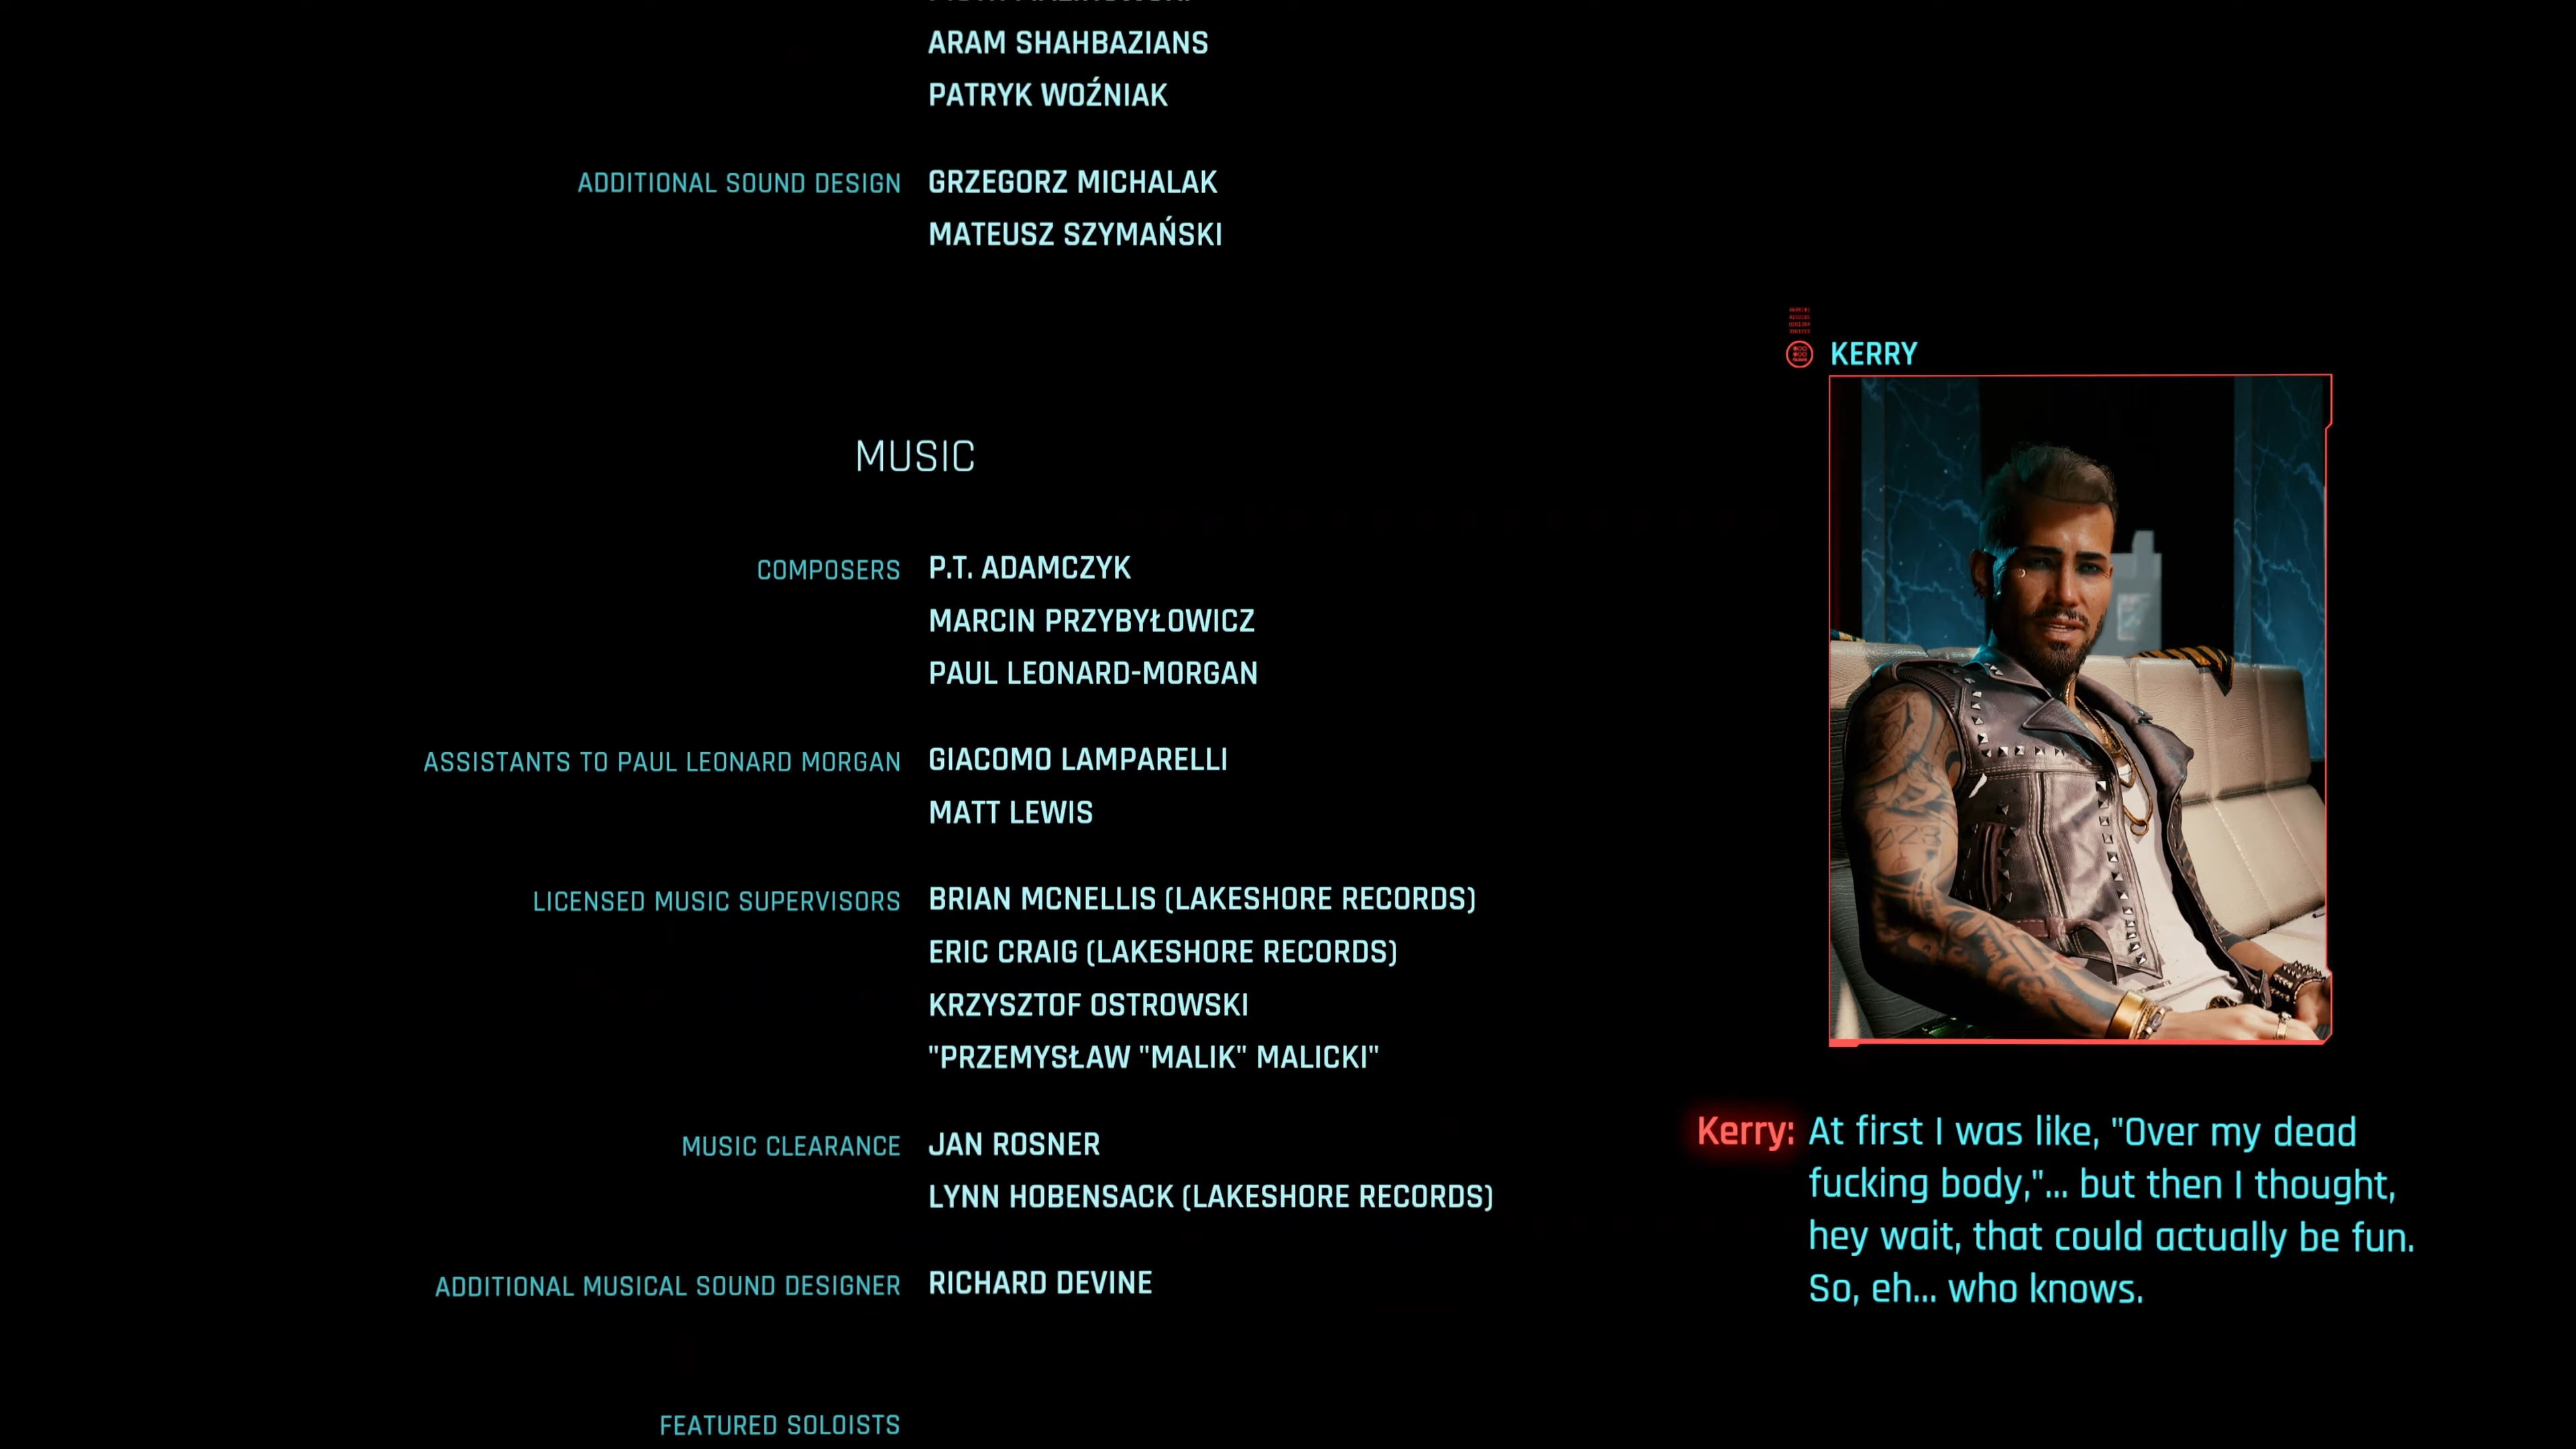 ARAM SHAHBAZIANS
PATRYK WOŹNIAK
ADDITIONAL SOUND DESIGN GRZEGORZ MICHALAK
MATEUSZ SZYMAŃSKI
MUSIC
COMPOSERS P.T. ADAMCZYK
MARCIN PRZYBYŁOWICZ
PAUL LEONARD-MORGAN
ASSISTANTS TO PAUL LEONARD MORGAN GIACOMO LAMPARELLI
MATT LEWIS
LICENSED MUSIC SUPERVISORS BRIAN MCNELLIS (LAKESHORE RECORDS)
ERIC CRAIG (LAKESHORE RECORDS)
KRZYSZTOF OSTROWSKI
"PRZEMYSŁAW "MALIK" MALICKI"
MUSIC CLEARANCE JAN ROSNER
LYNN HOBENSACK (LAKESHORE RECORDS)
ADDITIONAL MUSICAL SOUND DESIGNER RICHARD DEVINE
FEATURED SOLOISTS
KERRY
023
Kerry: At first I was like, "Over my dead
fucking body,"... but then I thought,
hey wait, that could actually be fun.
So, eh... who knows.